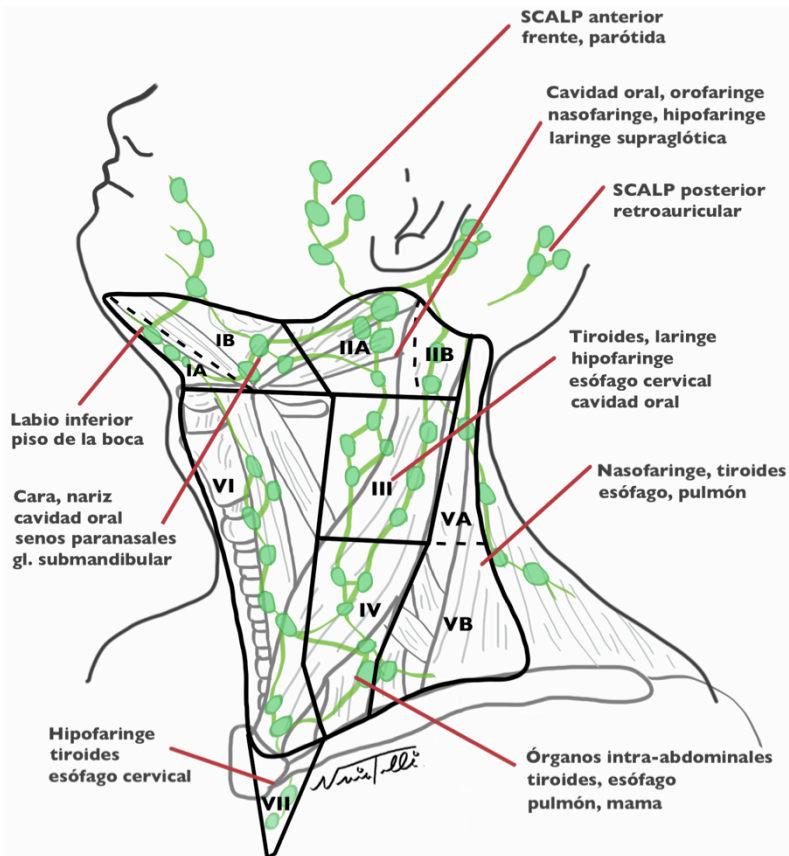 SCALP anterior
frente, parótida
Cavidad oral, orofaringe
nasofaringe, hipofaringe
laringe supraglótica
SCALP posterior
retroauricular
IB
IIA
IIB
IA
Tiroides, laringe
hipofaringe
esófago cervical
cavidad oral
Labio inferior
piso de la boca
VI
III
VA
Nasofaringe, tiroides
esófago, pulmón
Cara, nariz
cavidad oral
senos paranasales
gl. submandibular
IV
VB
Hipofaringe
tiroides
esófago cervical
VII
Órganos intra-abdominales
tiroides, esófago
pulmón, mama